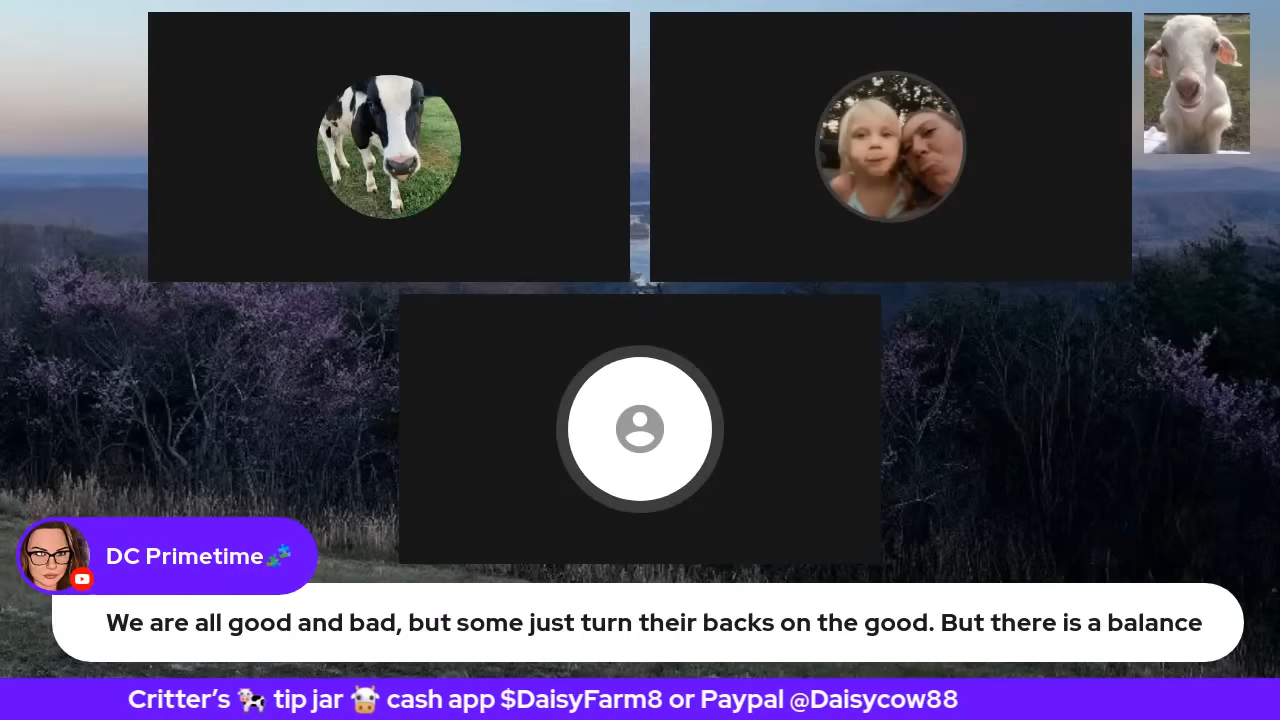 DC Primetime🧩
We are all good and bad, but some just turn their backs on the good. But there is a balance
Critter’s 🐄 tip jar 🐮 cash app $DaisyFarm8 or Paypal @Daisycow88